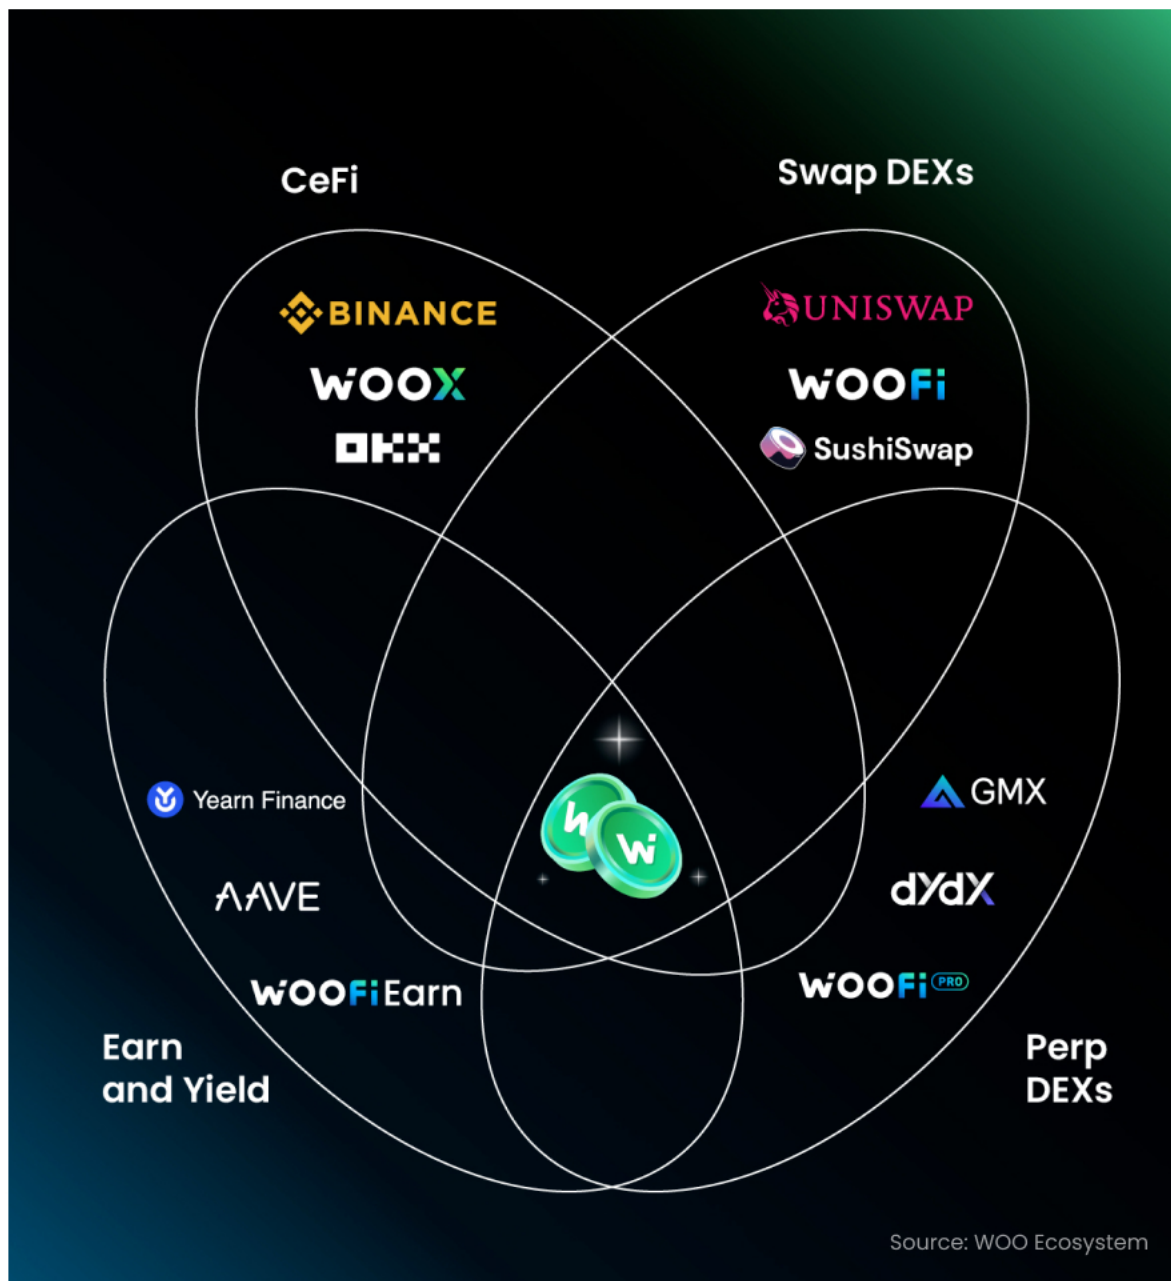 CeFi
Swap DEXs
BINANCE
WOOX
OKX
UNISWAP
WOOFi
SushiSwap
Yearn Finance
AAVE
WOOFi Earn
GMX
dYdX
WOOFi PRO
W
W
Earn
and Yield
Perp
DEXs
Source: WOO Ecosystem